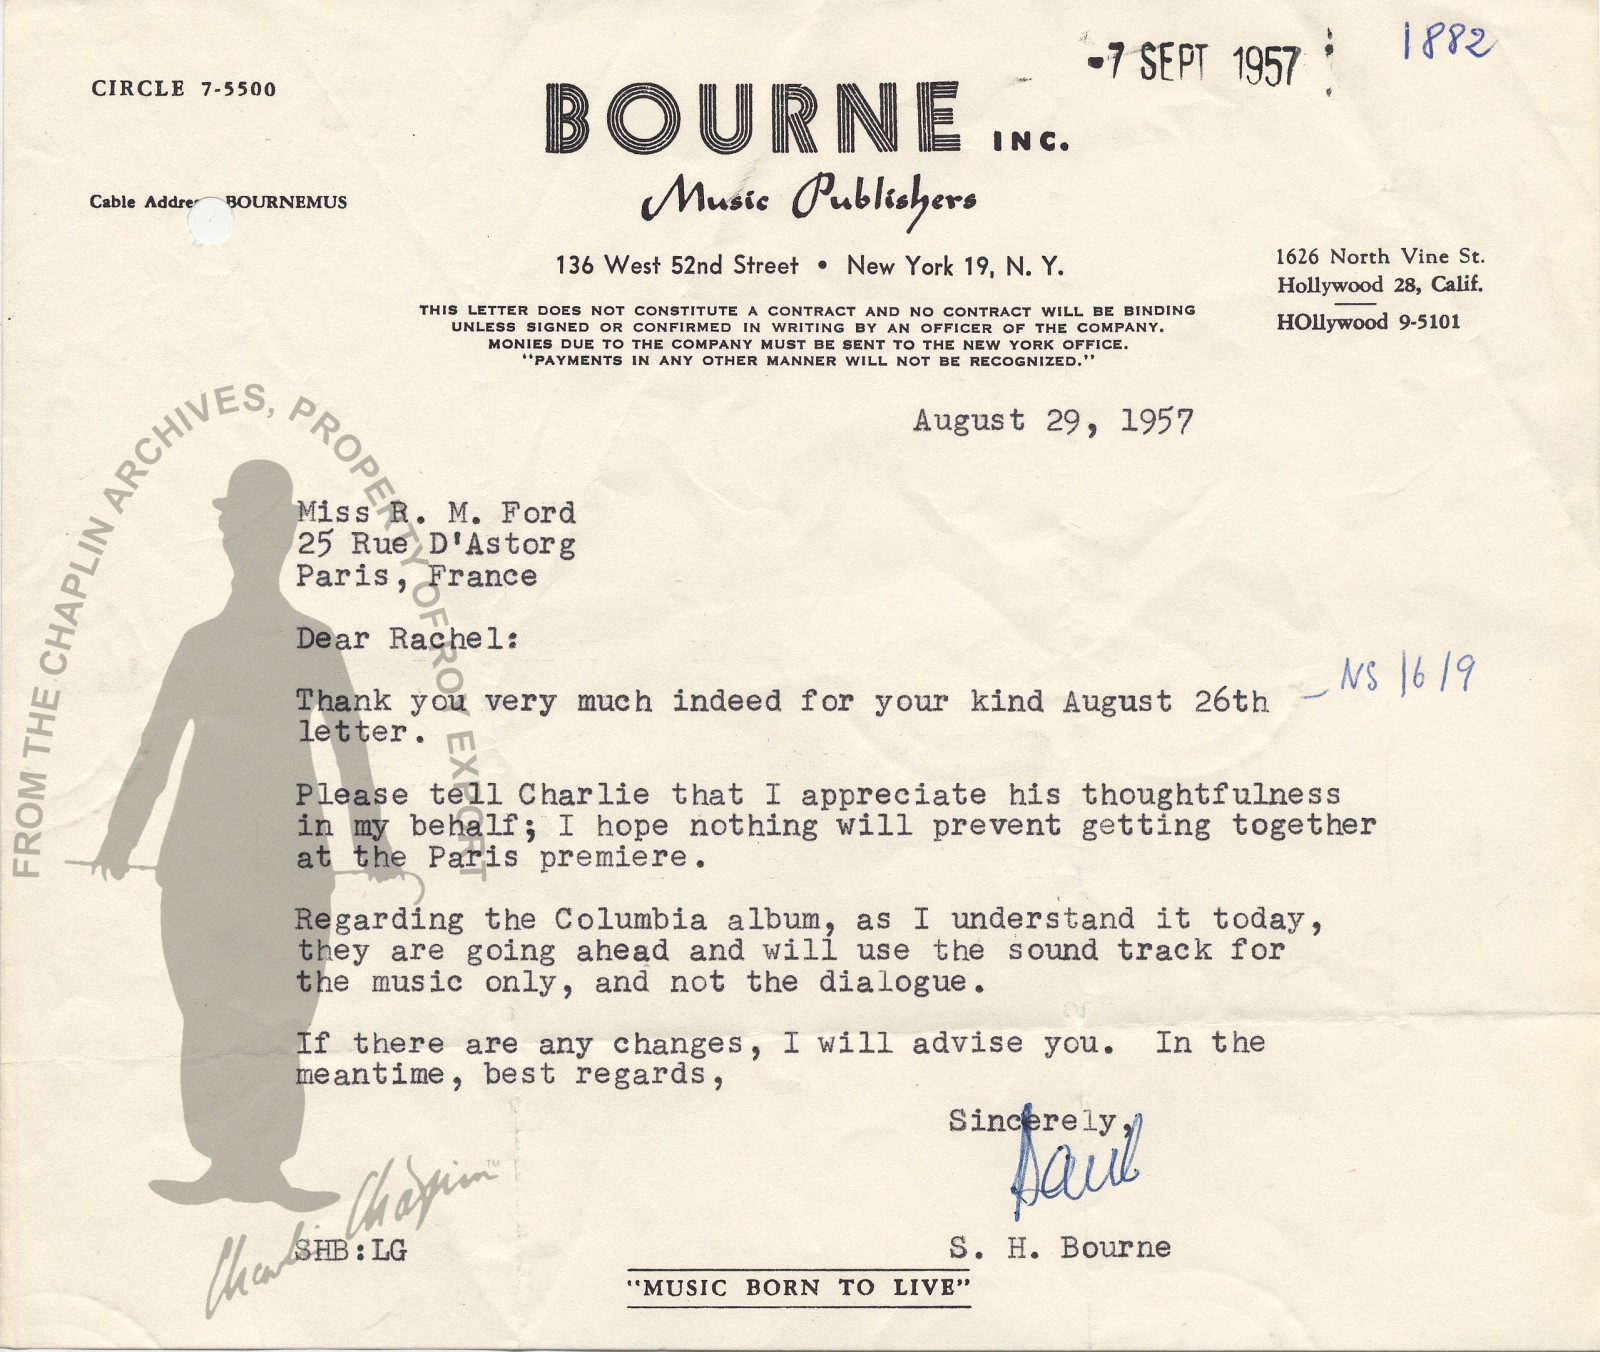 -7 SEPT 1957
1882
CIRCLE 7-5500
BOURNE INC.
Music Publishers
Cable Addre BOURNEMUS
136 West 52nd Street • New York 19, N. Y.
1626 North Vine St.
Hollywood 28, Calif.
HOllywood 9-5101
THIS LETTER DOES NOT CONSTITUTE A CONTRACT AND NO CONTRACT WILL BE BINDING
UNLESS SIGNED OR CONFIRMED IN WRITING BY AN OFFICER OF THE COMPANY.
MONIES DUE TO THE COMPANY MUST BE SENT TO THE NEW YORK OFFICE.
"PAYMENTS IN ANY OTHER MANNER WILL NOT BE RECOGNIZED."
August 29, 1957
FROM THE CHAPLIN ARCHIVES, PROPERTY OF ROY EXPORT
Miss R. M. Ford
25 Rue D'Astorg
Paris, France
Dear Rachel:
Thank you very much indeed for your kind August 26th
letter.
– NS 16/9
Please tell Charlie that I appreciate his thoughtfulness
in my behalf; I hope nothing will prevent getting together
at the Paris premiere.
Regarding the Columbia album, as I understand it today,
they are going ahead and will use the sound track for
the music only, and not the dialogue.
If there are any changes, I will advise you. In the
meantime, best regards,
Sincerely,
Saul
S. H. Bourne
Charlie Chaplin™
SHB:LG
"MUSIC BORN TO LIVE"